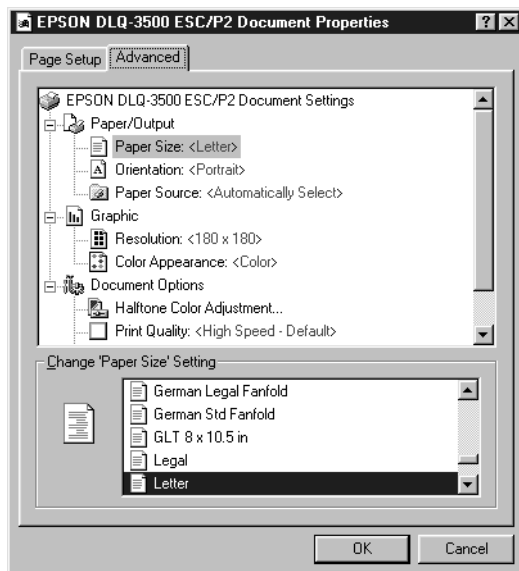 EPSON DLQ-3500 ESC/P2 Document Properties
Page Setup
Advanced
EPSON DLQ-3500 ESC/P2 Document Settings
Paper/Output
Paper Size: <Letter>
Orientation: <Portrait>
Paper Source: <Automatically Select>
Graphic
Resolution: <180 x 180>
Color Appearance: <Color>
Document Options
Halftone Color Adjustment...
Print Quality: <High Speed - Default>
Change 'Paper Size' Setting
German Legal Fanfold
German Std Fanfold
GLT 8 x 10.5 in
Legal
Letter
OK
Cancel